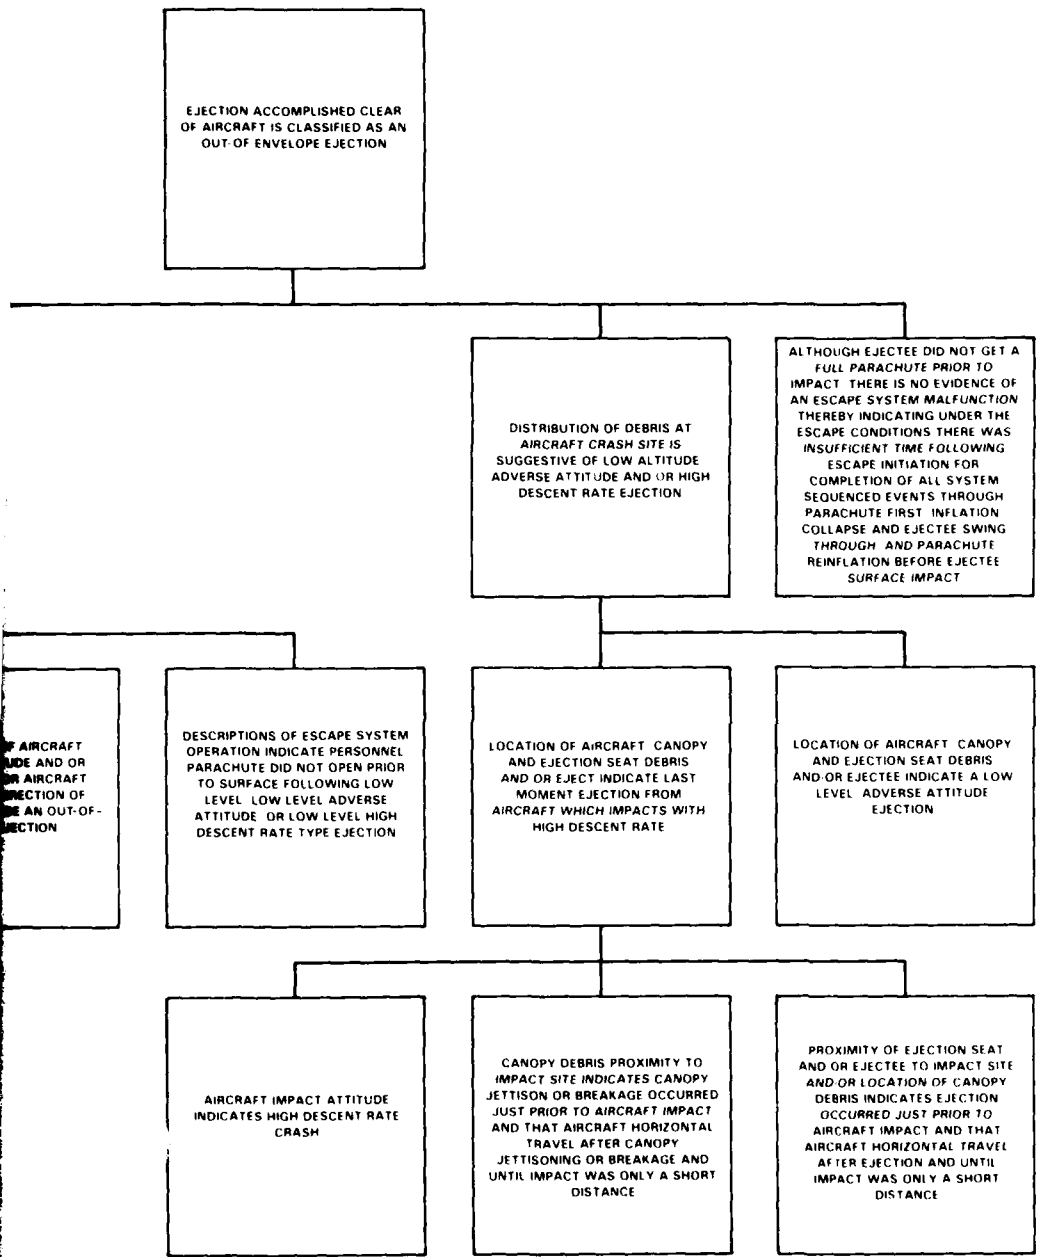 EJECTION ACCOMPLISHED CLEAR
OF AIRCRAFT IS CLASSIFIED AS AN
OUT-OF ENVELOPE EJECTION
DISTRIBUTION OF DEBRIS AT
AIRCRAFT CRASH SITE IS
SUGGESTIVE OF LOW ALTITUDE
ADVERSE ATTITUDE AND OR HIGH
DESCENT RATE EJECTION
ALTHOUGH EJECTEE DID NOT GET A
FULL PARACHUTE PRIOR TO
IMPACT THERE IS NO EVIDENCE OF
AN ESCAPE SYSTEM MALFUNCTION
THEREBY INDICATING UNDER THE
ESCAPE CONDITIONS THERE WAS
INSUFFICIENT TIME FOLLOWING
ESCAPE INITIATION FOR
COMPLETION OF ALL SYSTEM
SEQUENCED EVENTS THROUGH
PARACHUTE FIRST INFLATION
COLLAPSE AND EJECTEE SWING
THROUGH AND PARACHUTE
REINFLATION BEFORE EJECTEE
SURFACE IMPACT
AIRCRAFT
AND OR
AIRCRAFT
OF
AN OUT-OF-
DESCRIPTIONS OF ESCAPE SYSTEM
OPERATION INDICATE PERSONNEL
PARACHUTE DID NOT OPEN PRIOR
TO SURFACE FOLLOWING LOW
LEVEL LOW LEVEL ADVERSE
ATTITUDE OR LOW LEVEL HIGH
DESCENT RATE TYPE EJECTION
LOCATION OF AIRCRAFT CANOPY
AND EJECTION SEAT DEBRIS
AND OR EJECT INDICATE LAST
MOMENT EJECTION FROM
AIRCRAFT WHICH IMPACTS WITH
HIGH DESCENT RATE
LOCATION OF AIRCRAFT CANOPY
AND EJECTION SEAT DEBRIS
AND/OR EJECTEE INDICATE A LOW
LEVEL ADVERSE ATTITUDE
EJECTION
AIRCRAFT IMPACT ATTITUDE
INDICATES HIGH DESCENT RATE
CRASH
CANOPY DEBRIS PROXIMITY TO
IMPACT SITE INDICATES CANOPY
JETTISON OR BREAKAGE OCCURRED
JUST PRIOR TO AIRCRAFT IMPACT
AND THAT AIRCRAFT HORIZONTAL
TRAVEL AFTER CANOPY
JETTISONING OR BREAKAGE AND
UNTIL IMPACT WAS ONLY A SHORT
DISTANCE
PROXIMITY OF EJECTION SEAT
AND OR EJECTEE TO IMPACT SITE
AND/OR LOCATION OF CANOPY
DEBRIS INDICATES EJECTION
OCCURRED JUST PRIOR TO
AIRCRAFT IMPACT AND THAT
AIRCRAFT HORIZONTAL TRAVEL
AFTER EJECTION AND UNTIL
IMPACT WAS ONLY A SHORT
DISTANCE